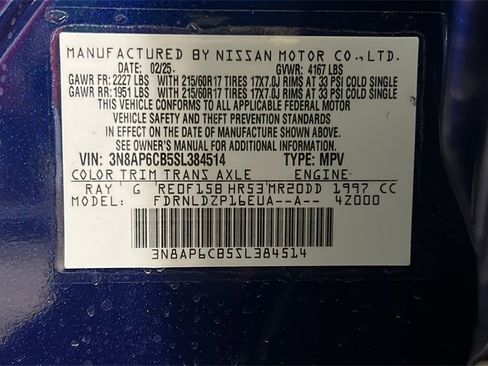 MANUFACTURED BY NISSAN MOTOR CO.,LTD.
DATE: 02/25 GVWR: 4167 LBS
GAWR FR: 2227 LBS WITH 215/60R17 TIRES 17X7.0J RIMS AT 33 PSI COLD SINGLE
GAWR RR: 1951 LBS WITH 215/60R17 TIRES 17X7.0J RIMS AT 33 PSI COLD SINGLE
THIS VEHICLE CONFORMS TO ALL APPLICABLE FEDERAL MOTOR
VEHICLE SAFETY AND THEFT PREVENTION STANDARDS
IN EFFECT ON THE DATE OF MANUFACTURE SHOWN ABOVE.
SEE OWNER'S MANUAL FOR ADDITIONAL INFORMATION.
VIN: 3N8AP6CB5SL384514 TYPE: MPV
COLOR TRIM TRANS AXLE ENGINE
RAY G RE0F15B HR53 MR20DD 1997 CC
FDRNLDZP16EUA--A-- 4Z000
3N8AP6CB5SL384514